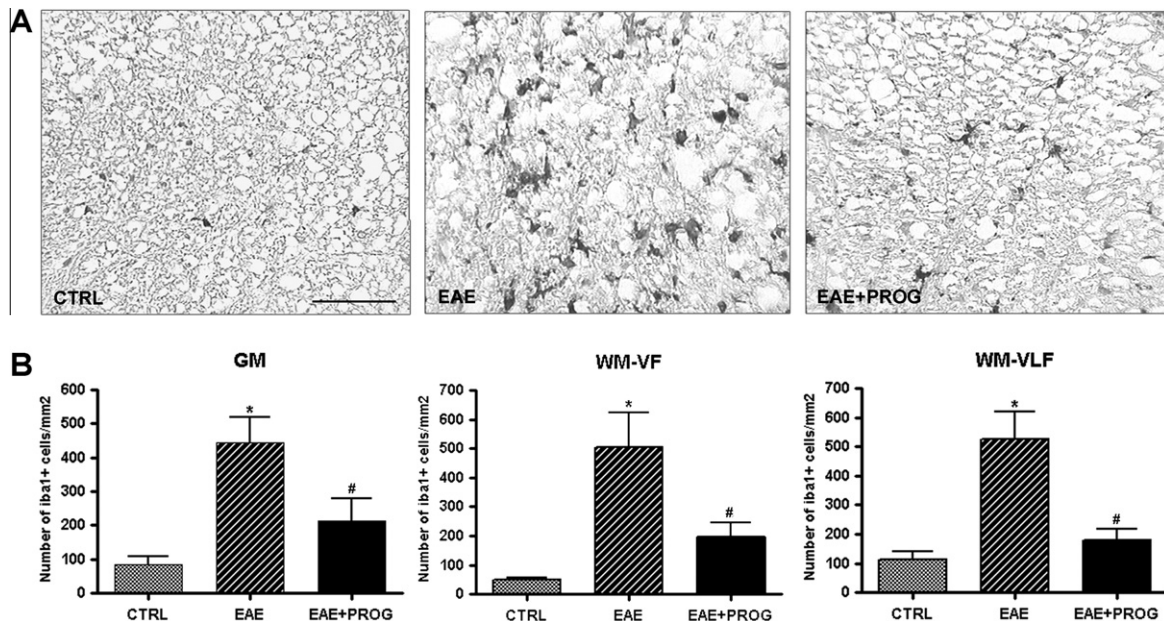 A
CTRL
EAE
EAE+PROG
B
GM
Number of iba1+ cells/mm2
600
500
400
300
200
100
0
*
#
CTRL EAE EAE+PROG
WM-VF
Number of iba1+ cells/mm2
700
600
500
400
300
200
100
0
*
#
CTRL EAE EAE+PROG
WM-VLF
Number of iba1+ cells/mm2
700
600
500
400
300
200
100
0
*
#
CTRL EAE EAE+PROG